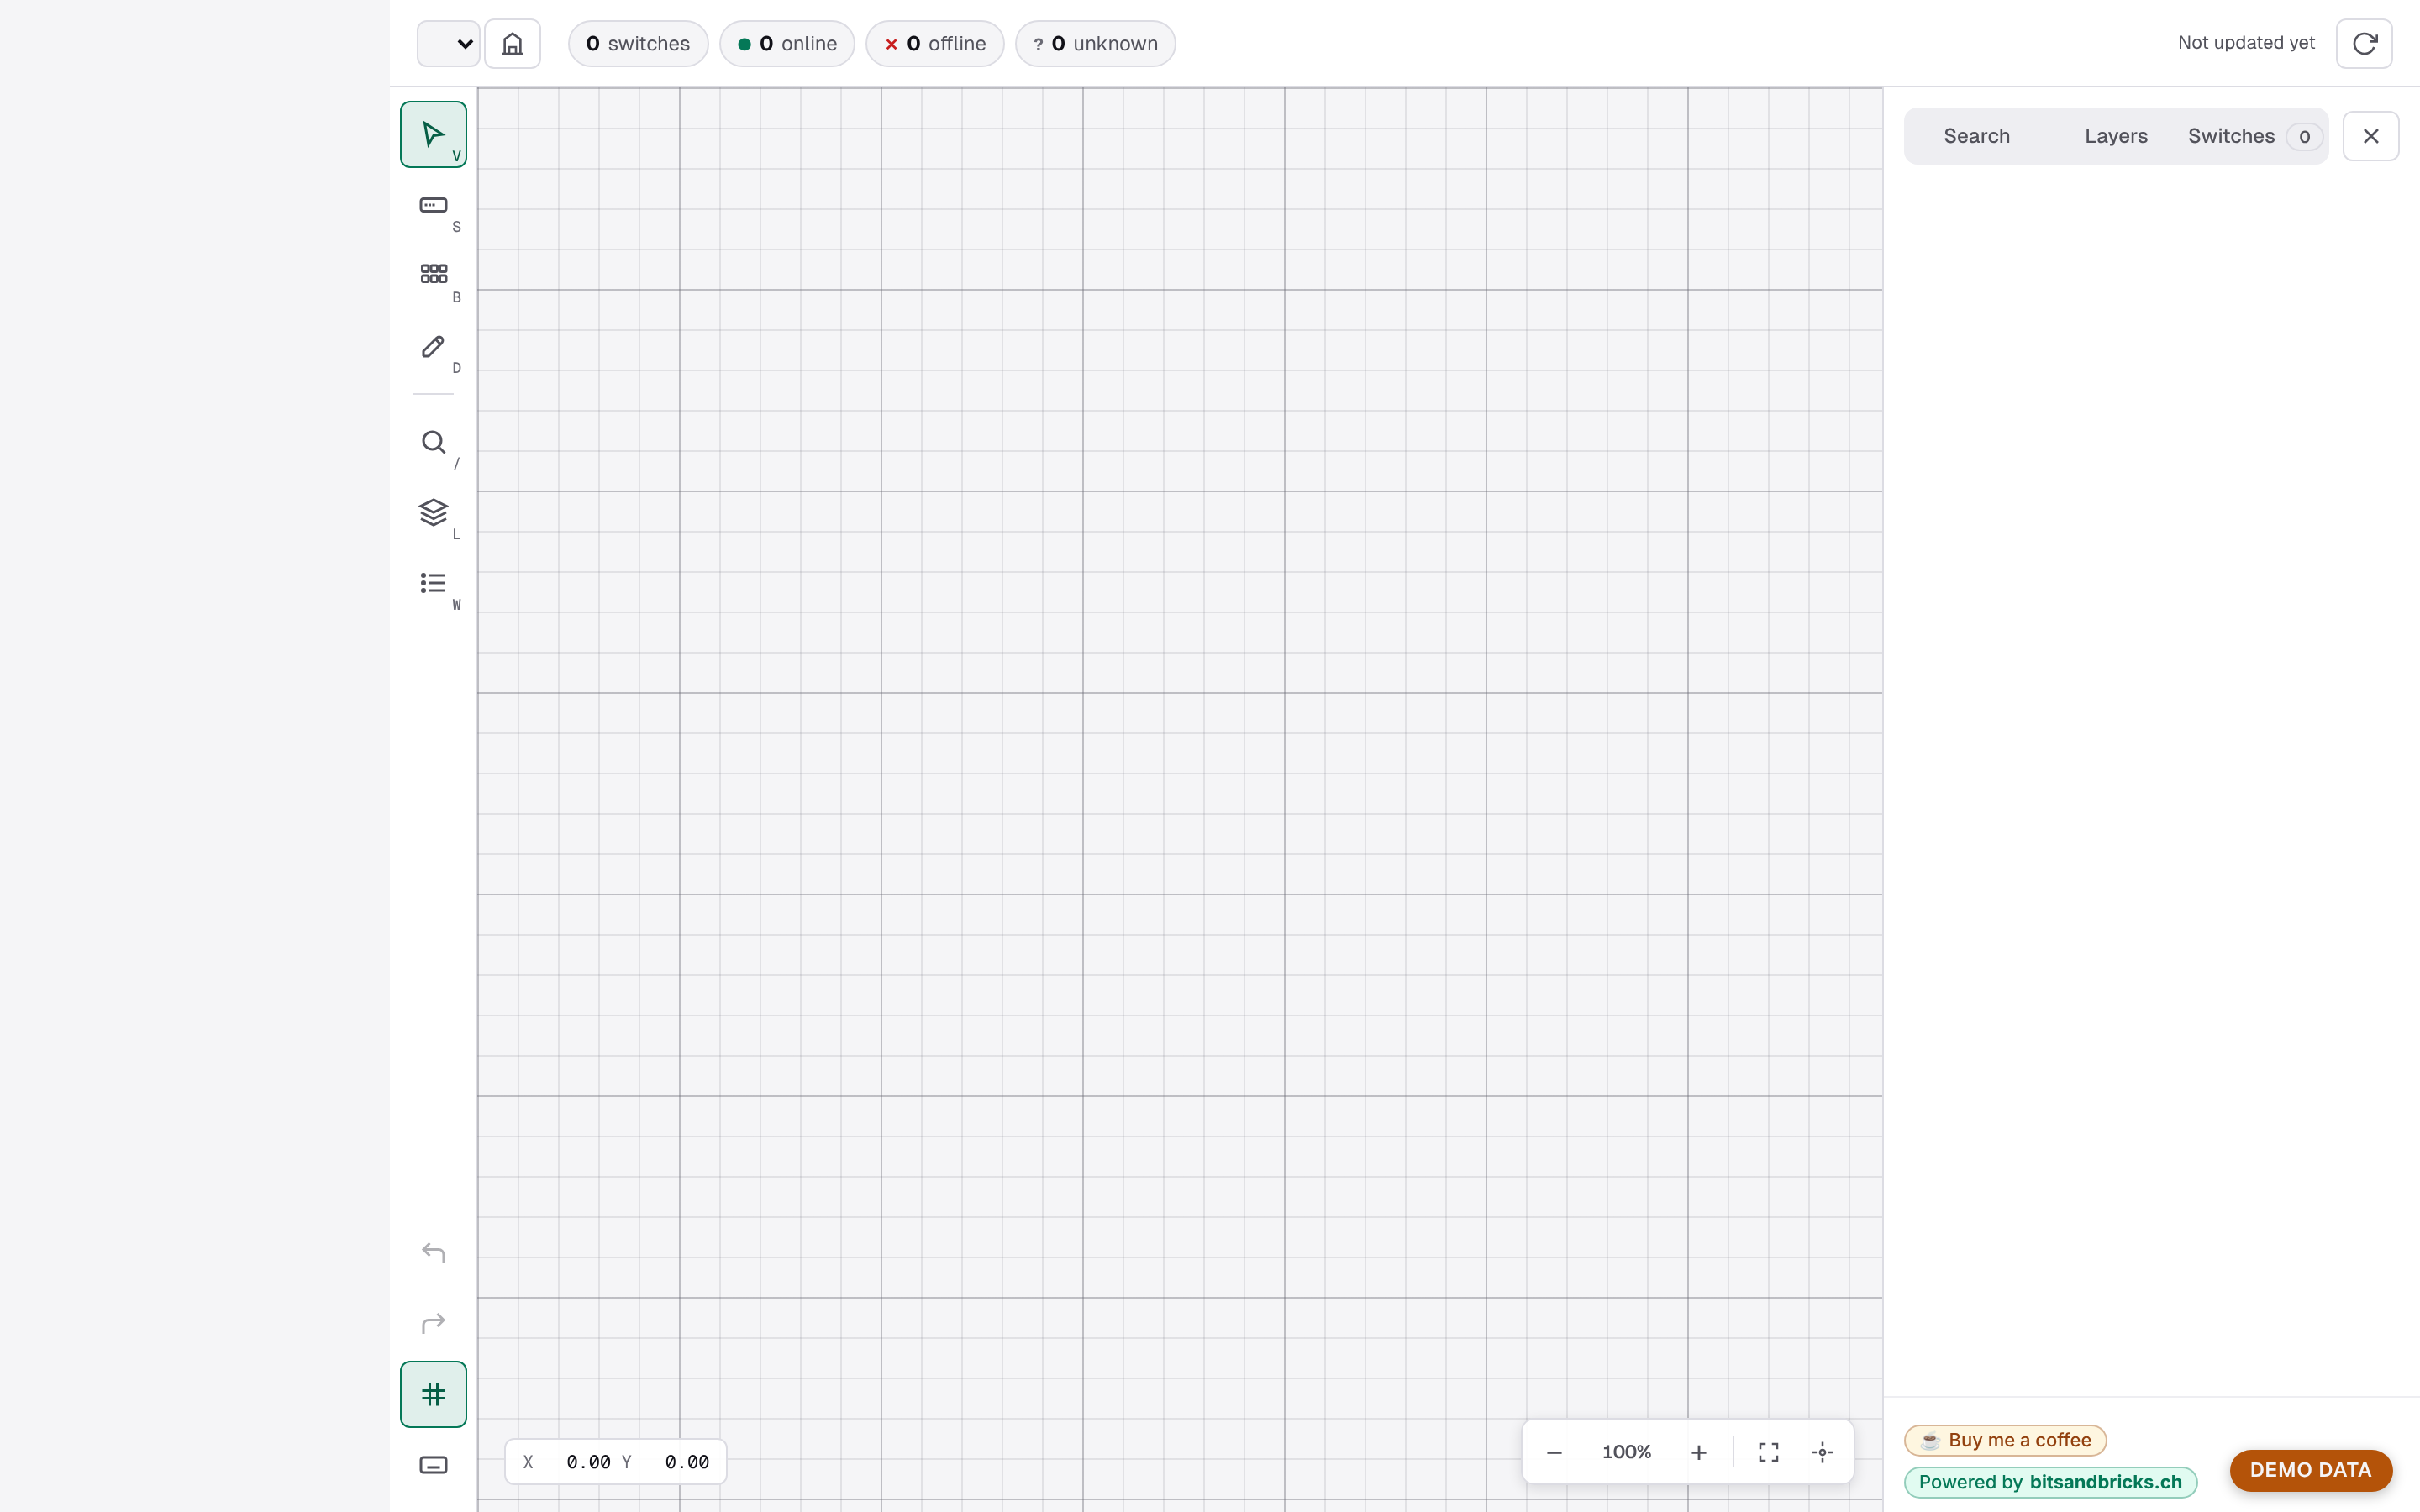 0 switches
0 online
0 offline
? 0 unknown
Not updated yet
V
S
B
D
/
L
W
Search
Layers
Switches 0
X 0.00 Y 0.00
100%
Buy me a coffee
Powered by bitsandbricks.ch
DEMO DATA